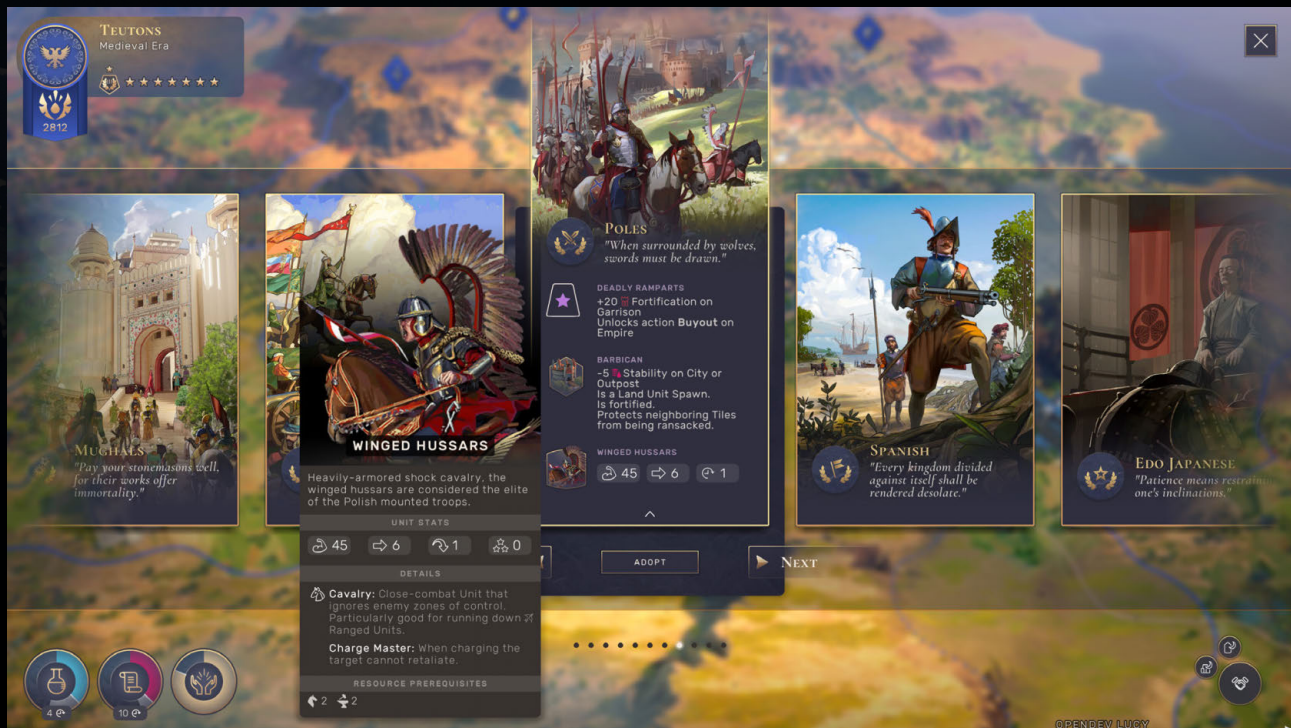 TEUTONS
Medieval Era
2812
MUGHALS
"Pay your stonemasons well,
for their works offer
immortality."
WINGED HUSSARS
Heavily-armored shock cavalry, the
winged hussars are considered the elite
of the Polish mounted troops.
UNIT STATS
45
6
1
0
DETAILS
Cavalry: Close-combat Unit that
ignores enemy zones of control.
Particularly good for running down
Ranged Units.
Charge Master: When charging the
target cannot retaliate.
RESOURCE PREREQUISITES
2
2
POLES
"When surrounded by wolves,
swords must be drawn."
DEADLY RAMPARTS
+20 Fortification on
Garrison
Unlocks action Buyout on
Empire
BARBICAN
-5 Stability on City or
Outpost
Is a Land Unit Spawn.
Is fortified.
Protects neighboring Tiles
from being ransacked.
WINGED HUSSARS
45
6
1
ADOPT
NEXT
SPANISH
"Every kingdom divided
against itself shall be
rendered desolate."
EDO JAPANESE
"Patience means restrain
one's inclinations."
4
10
OPENDEV LUCY